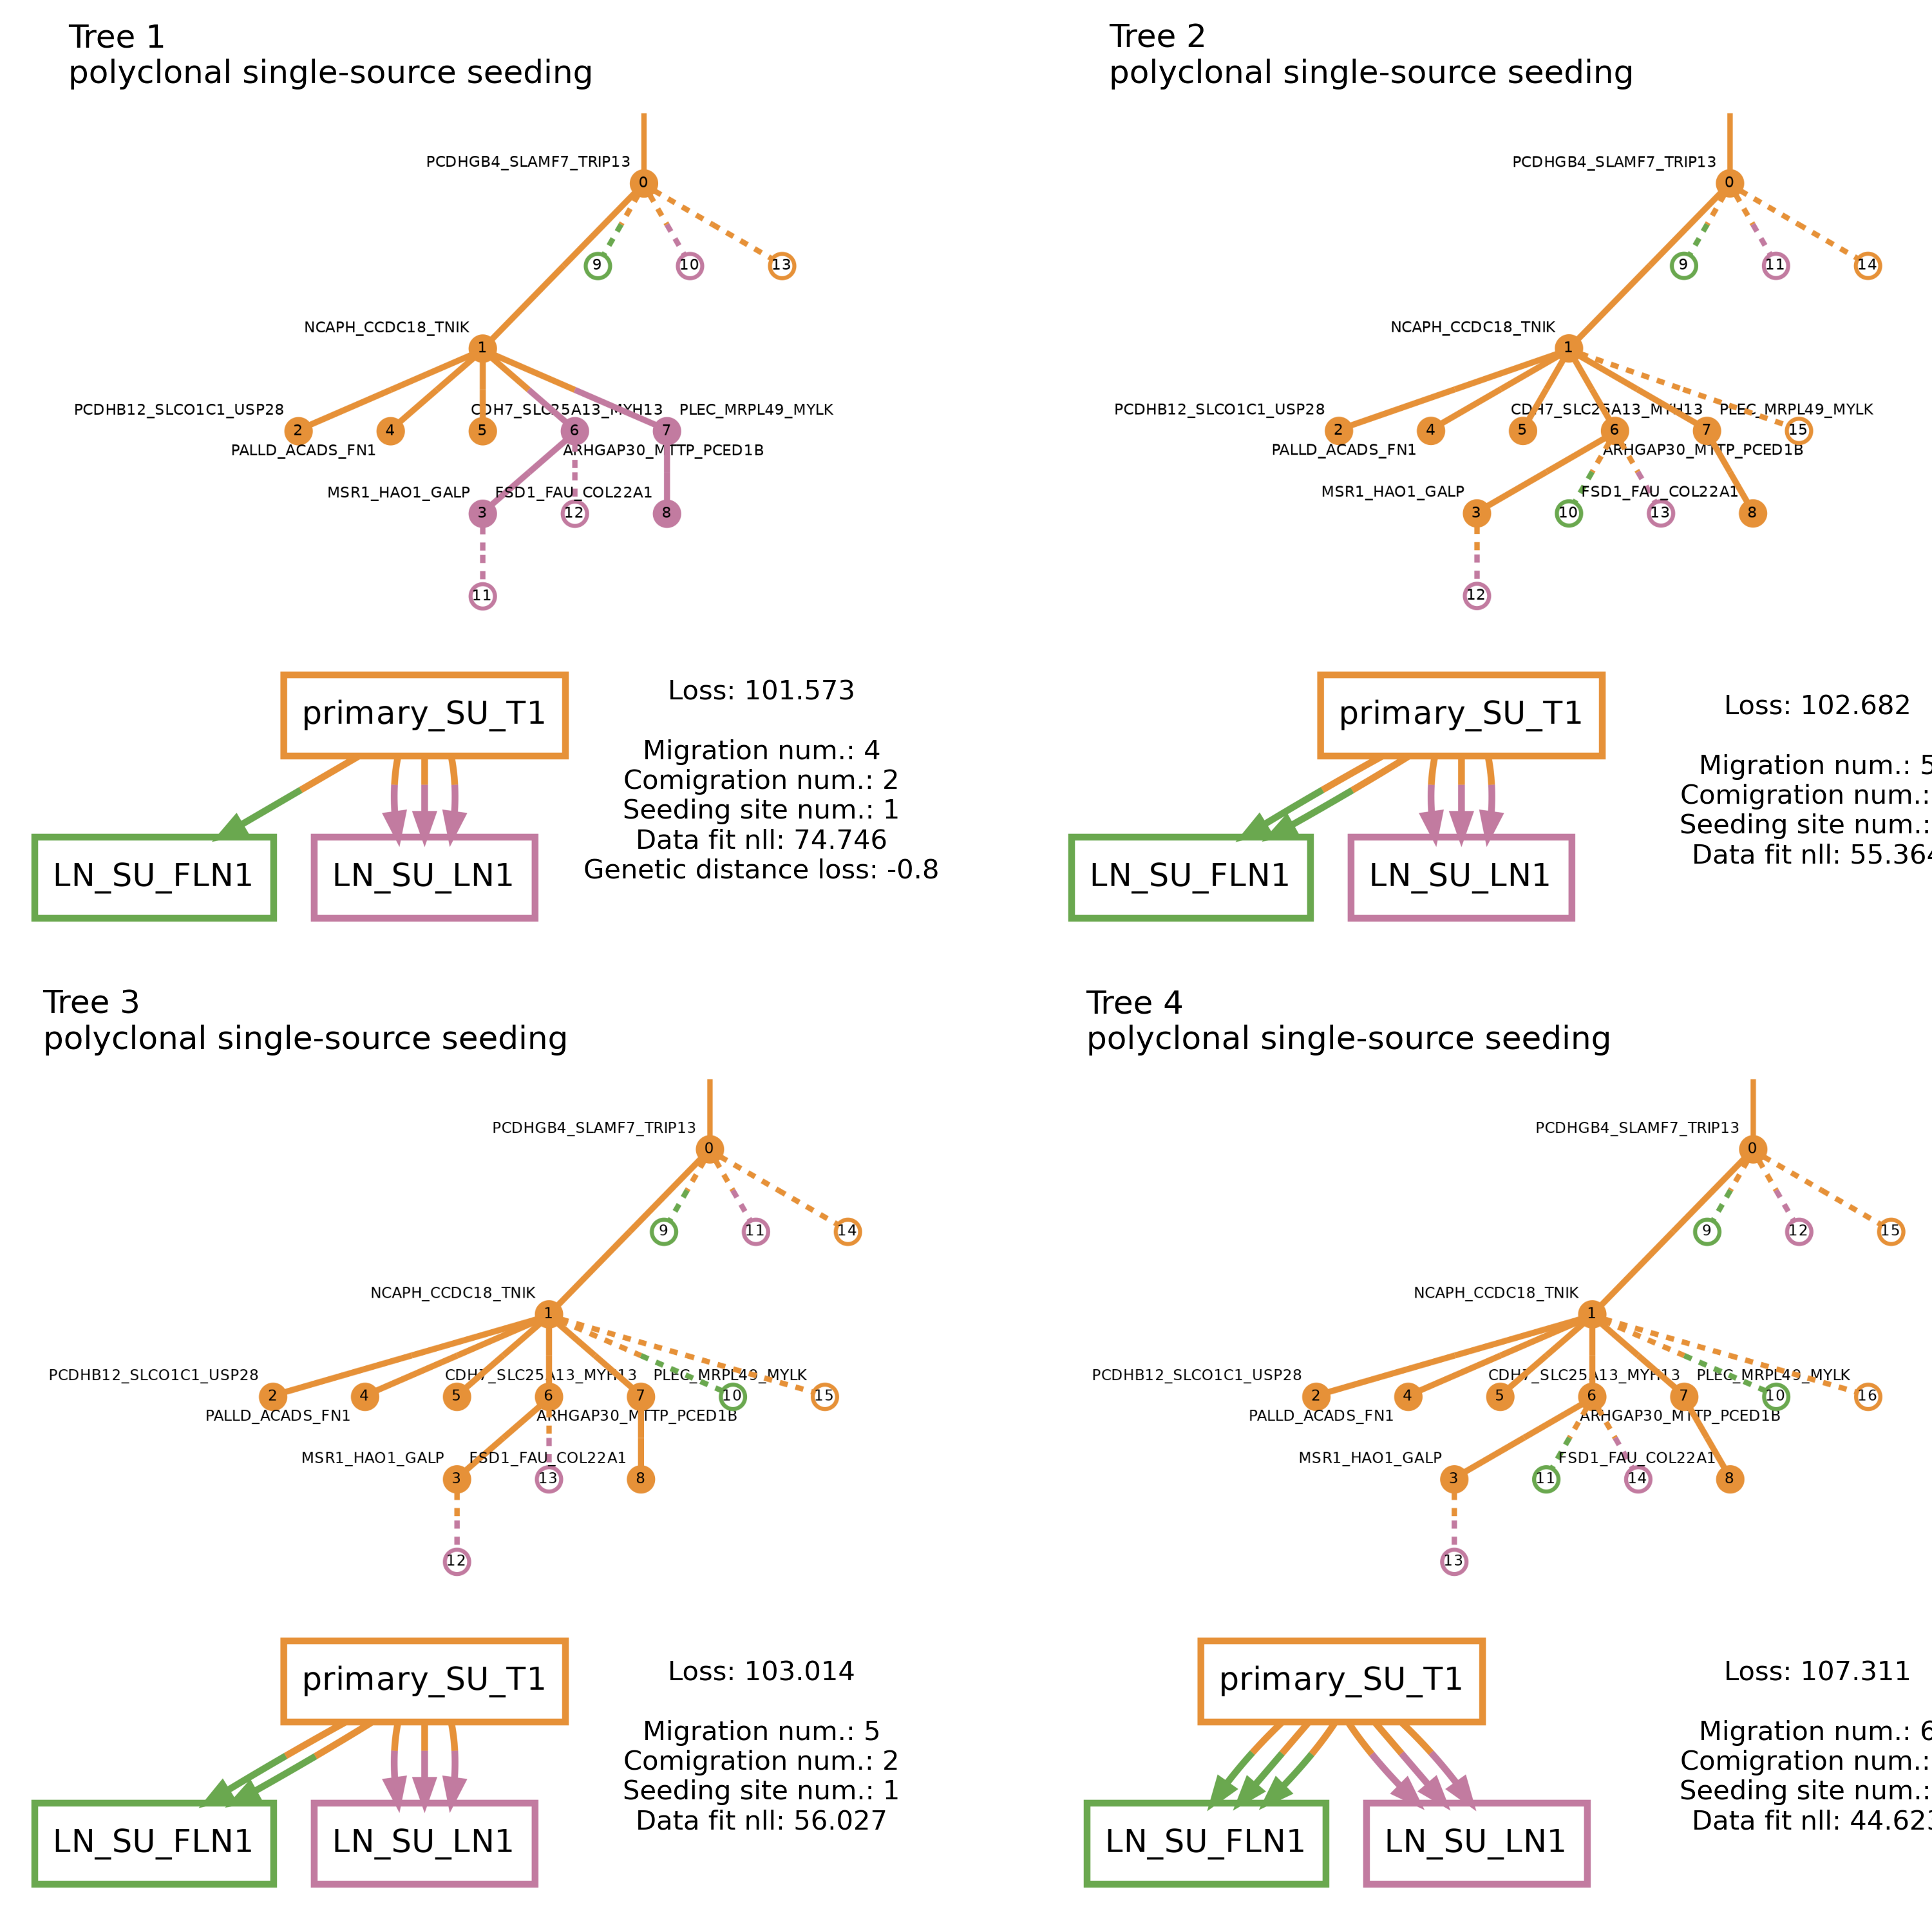 Tree 1
polyclonal single-source seeding
PCDHGB4_SLAMF7_TRIP13
0
9
10
13
NCAPH_CCDC18_TNIK
1
PCDHB12_SLCO1C1_USP28
CDH7_SLC25A13_MYH13
PLEC_MRPL49_MYLK
2
4
5
6
7
PALLD_ACADS_FN1
ARHGAP30_MTTP_PCED1B
MSR1_HAO1_GALP
FSD1_FAU_COL22A1
3
12
8
11
primary_SU_T1
LN_SU_FLN1
LN_SU_LN1
Loss: 101.573
Migration num.: 4
Comigration num.: 2
Seeding site num.: 1
Data fit nll: 74.746
Genetic distance loss: -0.8
Tree 2
polyclonal single-source seeding
PCDHGB4_SLAMF7_TRIP13
0
9
11
14
NCAPH_CCDC18_TNIK
1
PCDHB12_SLCO1C1_USP28
CDH7_SLC25A13_MYH13
PLEC_MRPL49_MYLK
2
4
5
6
7
15
PALLD_ACADS_FN1
ARHGAP30_MTTP_PCED1B
MSR1_HAO1_GALP
FSD1_FAU_COL22A1
3
10
13
8
12
primary_SU_T1
LN_SU_FLN1
LN_SU_LN1
Loss: 102.682
Migration num.: 5
Comigration num.:
Seeding site num.:
Data fit nll: 55.364
Tree 3
polyclonal single-source seeding
PCDHGB4_SLAMF7_TRIP13
0
9
11
14
NCAPH_CCDC18_TNIK
1
PCDHB12_SLCO1C1_USP28
CDH7_SLC25A13_MYH13
PLEC_MRPL49_MYLK
2
4
5
6
7
10
15
PALLD_ACADS_FN1
ARHGAP30_MTTP_PCED1B
MSR1_HAO1_GALP
FSD1_FAU_COL22A1
3
13
8
12
primary_SU_T1
LN_SU_FLN1
LN_SU_LN1
Loss: 103.014
Migration num.: 5
Comigration num.: 2
Seeding site num.: 1
Data fit nll: 56.027
Tree 4
polyclonal single-source seeding
PCDHGB4_SLAMF7_TRIP13
0
9
12
15
NCAPH_CCDC18_TNIK
1
PCDHB12_SLCO1C1_USP28
CDH7_SLC25A13_MYH13
PLEC_MRPL49_MYLK
2
4
5
6
7
10
16
PALLD_ACADS_FN1
ARHGAP30_MTTP_PCED1B
MSR1_HAO1_GALP
FSD1_FAU_COL22A1
3
11
14
8
13
primary_SU_T1
LN_SU_FLN1
LN_SU_LN1
Loss: 107.311
Migration num.: 6
Comigration num.:
Seeding site num.:
Data fit nll: 44.623